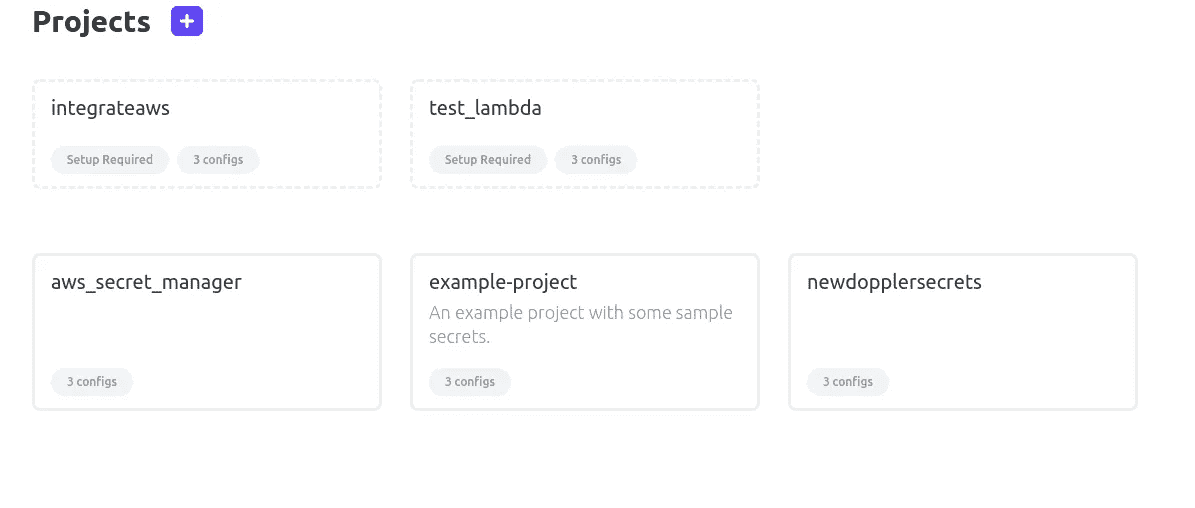 Projects
integrateaws
Setup Required 3 configs
test_lambda
Setup Required 3 configs
aws_secret_manager
3 configs
example-project
An example project with some sample
secrets.
3 configs
newdopplersecrets
3 configs